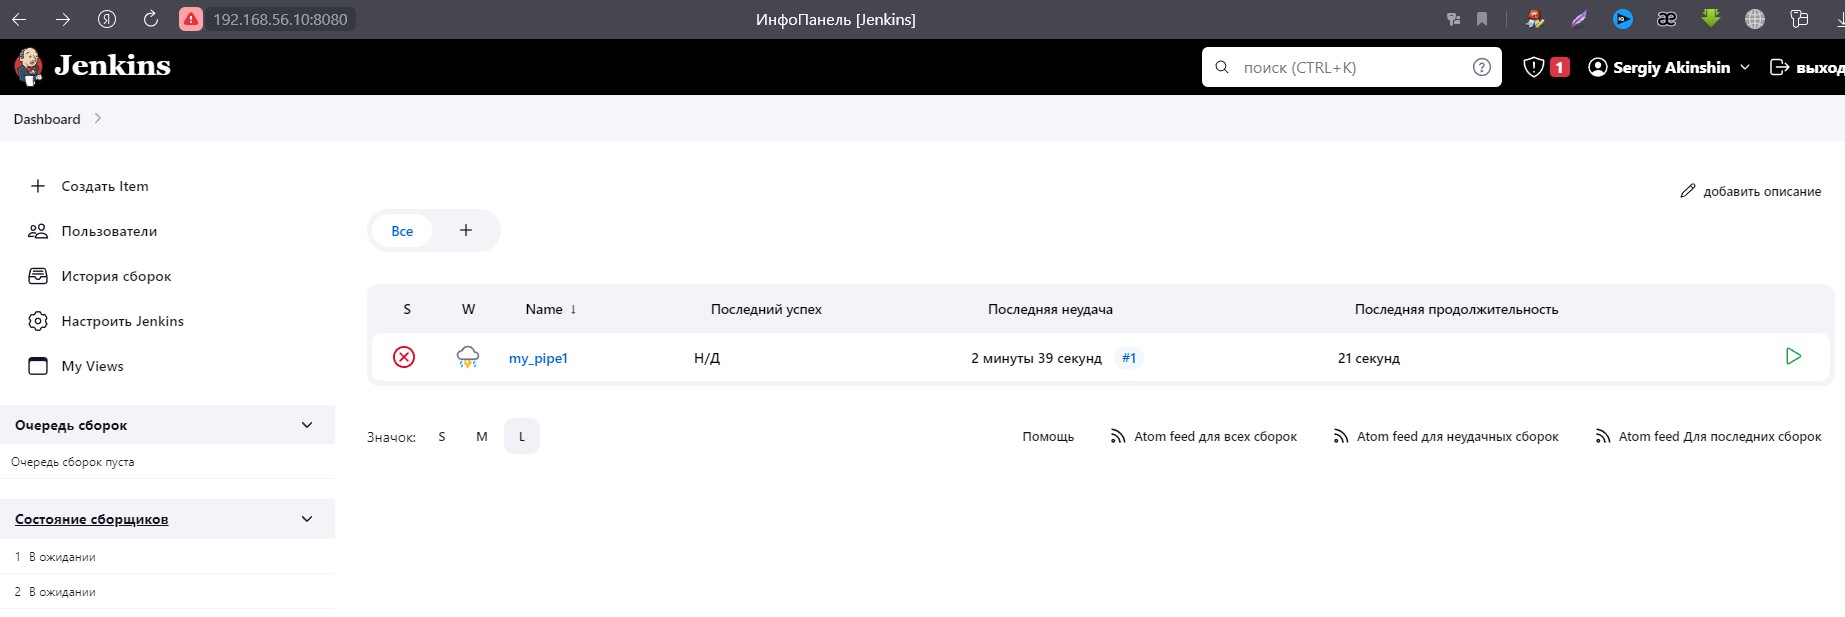 192.168.56.10:8080 ИнфоПанель [Jenkins]
Jenkins поиск (CTRL+K) 1 Sergiy Akinshin выход
Dashboard
Создать Item
добавить описание
Пользователи
Все +
История сборок
S W Name ↓ Последний успех Последняя неудача Последняя продолжительность
Настроить Jenkins
my_pipe1 Н/Д 2 минуты 39 секунд #1 21 секунд
My Views
Очередь сборок
Значок: S M L Помощь Atom feed для всех сборок Atom feed для неудачных сборок Atom feed Для последних сборок
Очередь сборок пуста
Состояние сборщиков
1 В ожидании
2 В ожидании